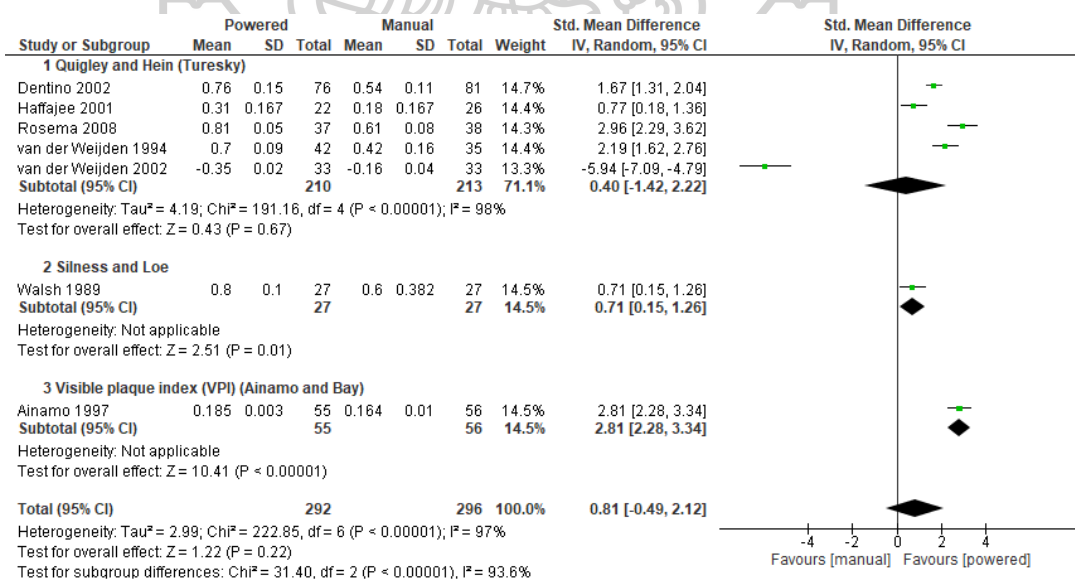 Powered Manual Std. Mean Difference Std. Mean Difference
Study or Subgroup Mean SD Total Mean SD Total Weight IV, Random, 95% CI IV, Random, 95% CI
1 Quigley and Hein (Turesky)
Dentino 2002 0.76 0.15 76 0.54 0.11 81 14.7% 1.67 [1.31, 2.04]
Haffajee 2001 0.31 0.167 22 0.18 0.167 26 14.4% 0.77 [0.18, 1.36]
Rosema 2008 0.81 0.05 37 0.61 0.08 38 14.3% 2.96 [2.29, 3.62]
van der Weijden 1994 0.7 0.09 42 0.42 0.16 35 14.4% 2.19 [1.62, 2.76]
van der Weijden 2002 -0.35 0.02 33 -0.16 0.04 33 13.3% -5.94 [-7.09, -4.79]
Subtotal (95% CI) 210 213 71.1% 0.40 [-1.42, 2.22]
Heterogeneity: Tau² = 4.19; Chi² = 191.16, df = 4 (P < 0.00001); I² = 98%
Test for overall effect: Z = 0.43 (P = 0.67)
2 Silness and Loe
Walsh 1989 0.8 0.1 27 0.6 0.382 27 14.5% 0.71 [0.15, 1.26]
Subtotal (95% CI) 27 27 14.5% 0.71 [0.15, 1.26]
Heterogeneity: Not applicable
Test for overall effect: Z = 2.51 (P = 0.01)
3 Visible plaque index (VPI) (Ainamo and Bay)
Ainamo 1997 0.185 0.003 55 0.164 0.01 56 14.5% 2.81 [2.28, 3.34]
Subtotal (95% CI) 55 56 14.5% 2.81 [2.28, 3.34]
Heterogeneity: Not applicable
Test for overall effect: Z = 10.41 (P < 0.00001)
Total (95% CI) 292 296 100.0% 0.81 [-0.49, 2.12]
Heterogeneity: Tau² = 2.99; Chi² = 222.85, df = 6 (P < 0.00001); I² = 97%
Test for overall effect: Z = 1.22 (P = 0.22)
Test for subgroup differences: Chi² = 31.40, df = 2 (P < 0.00001), I² = 93.6%
-4 -2 0 2 4
Favours [manual] Favours [powered]